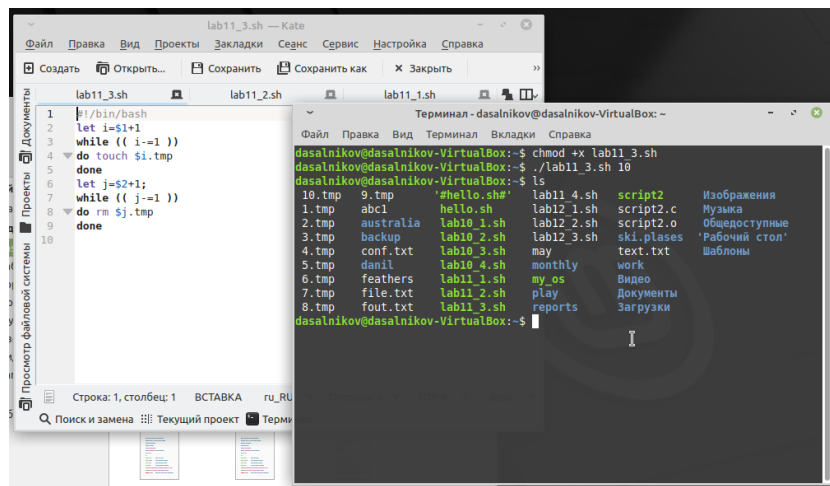 lab11_3.sh — Kate
Файл Правка Вид Проекты Закладки Сеанс Сервис Настройка Справка
Создать Открыть... Сохранить Сохранить как Закрыть »
lab11_3.sh lab11_2.sh lab11_1.sh
Документы
Проекты
Просмотр файловой системы
1 #!/bin/bash
2 let i=$1+1
3 while (( i-=1 ))
4 do touch $i.tmp
5 done
6 let j=$2+1;
7 while (( j-=1 ))
8 do rm $j.tmp
9 done
10
Строка: 1, столбец: 1 ВСТАВКА ru_RU
Поиск и замена Текущий проект Терми
Терминал - dasalnikov@dasalnikov-VirtualBox: ~
Файл Правка Вид Терминал Вкладки Справка
dasalnikov@dasalnikov-VirtualBox:~$ chmod +x lab11_3.sh
dasalnikov@dasalnikov-VirtualBox:~$ ./lab11_3.sh 10
dasalnikov@dasalnikov-VirtualBox:~$ ls
10.tmp 9.tmp '#hello.sh#' lab11_4.sh script2 Изображения
1.tmp abc1 hello.sh lab12_1.sh script2.c Музыка
2.tmp australia lab10_1.sh lab12_2.sh script2.o Общедоступные
3.tmp backup lab10_2.sh lab12_3.sh ski.plases 'Рабочий стол'
4.tmp conf.txt lab10_3.sh may text.txt Шаблоны
5.tmp danil lab10_4.sh monthly work
6.tmp feathers lab11_1.sh my_os Видео
7.tmp file.txt lab11_2.sh play Документы
8.tmp fout.txt lab11_3.sh reports Загрузки
dasalnikov@dasalnikov-VirtualBox:~$